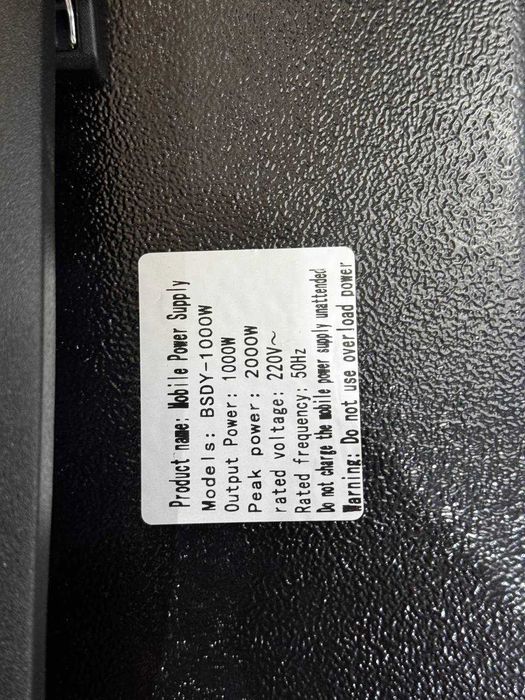 Product name: Mobile Power Supply
Models: BSDY-1000W
Output Power: 1000W
Peak power: 2000W
rated voltage: 220V~
Rated frequency: 50Hz
Do not charge the mobile power supply unattended
Warning: Do not use overload power